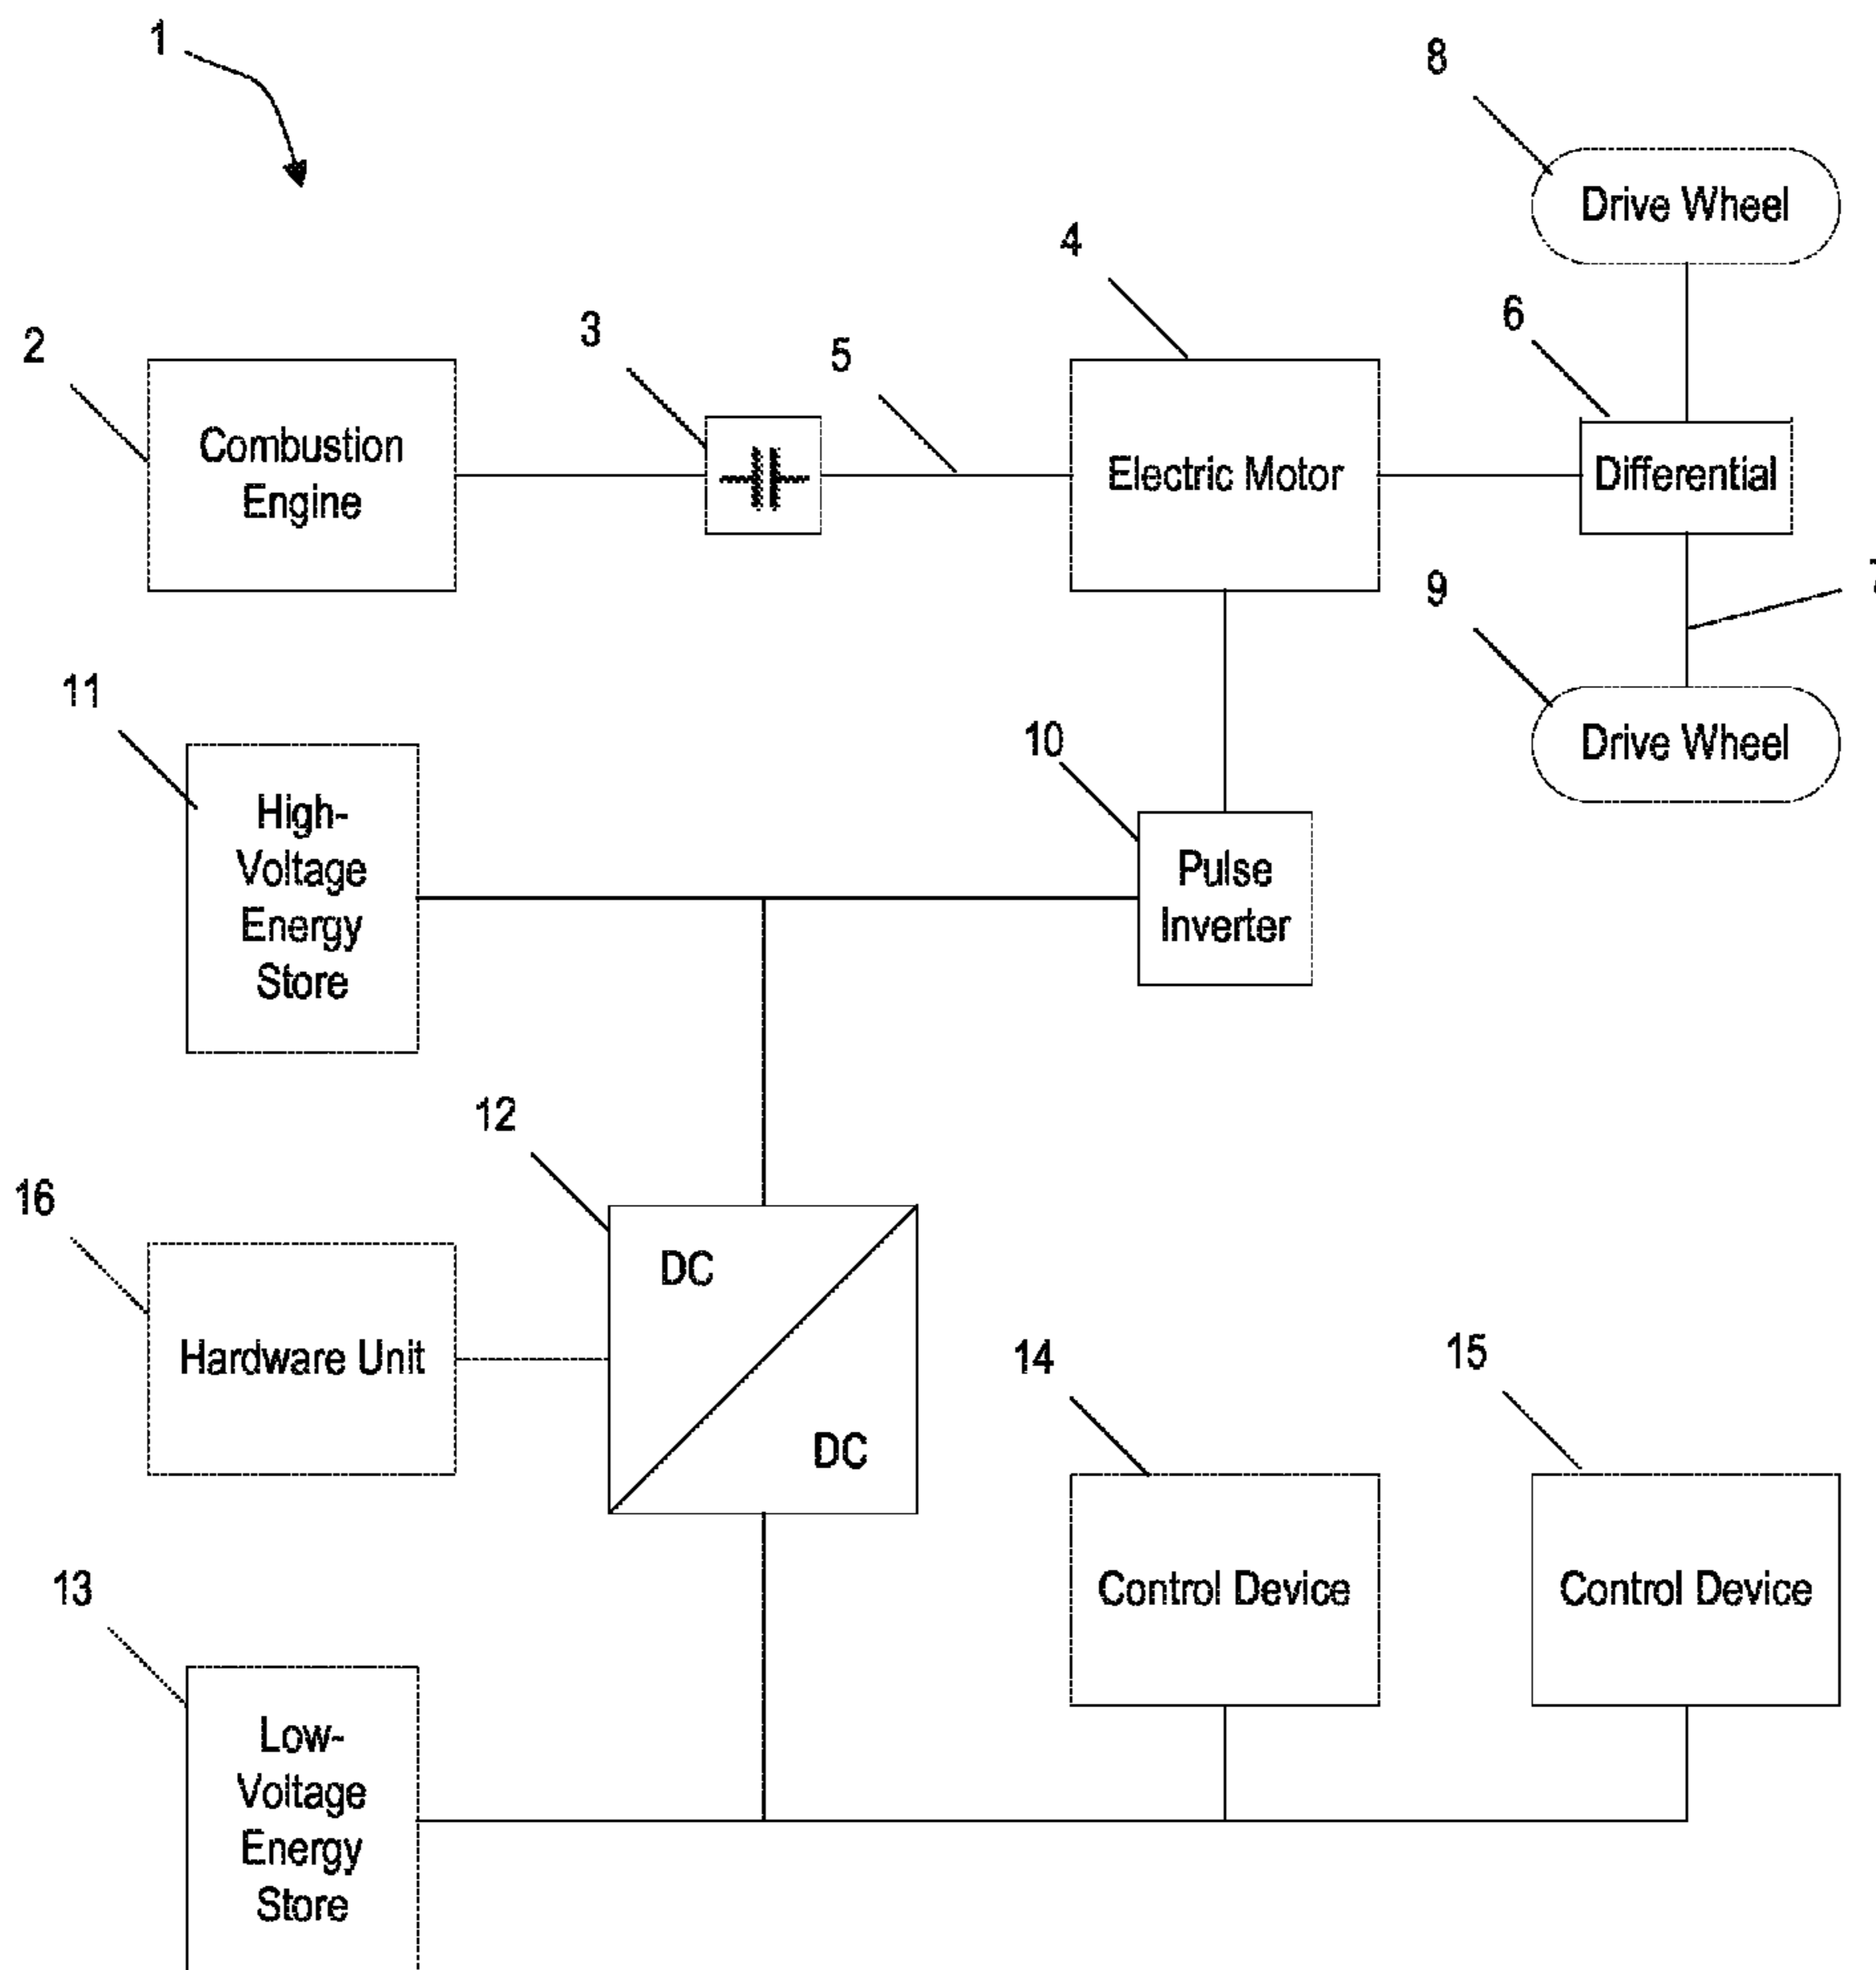 1
8
Drive Wheel
4
6
2
3
5
Combustion
Engine
Electric Motor
Differential
7
9
Drive Wheel
11
10
High-
Voltage
Energy
Store
Pulse
Inverter
12
16
DC
Hardware Unit
14
15
DC
13
Control Device
Control Device
Low-
Voltage
Energy
Store